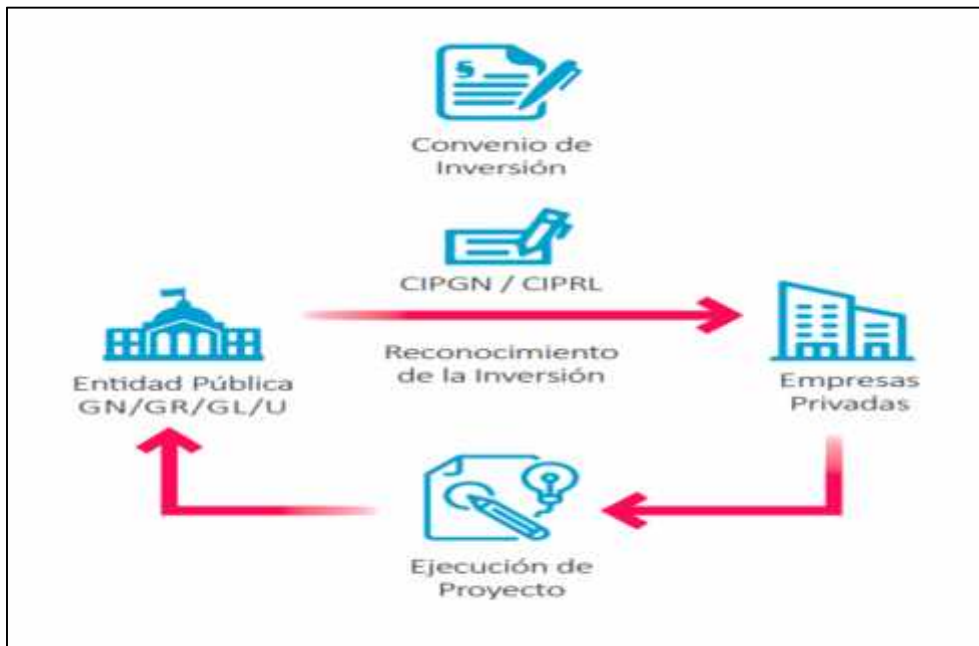 §
Convenio de
Inversión
CIPGN / CIPRL
Reconocimiento
de la Inversión
Entidad Pública
GN/GR/GL/U
Empresas
Privadas
Ejecución de
Proyecto